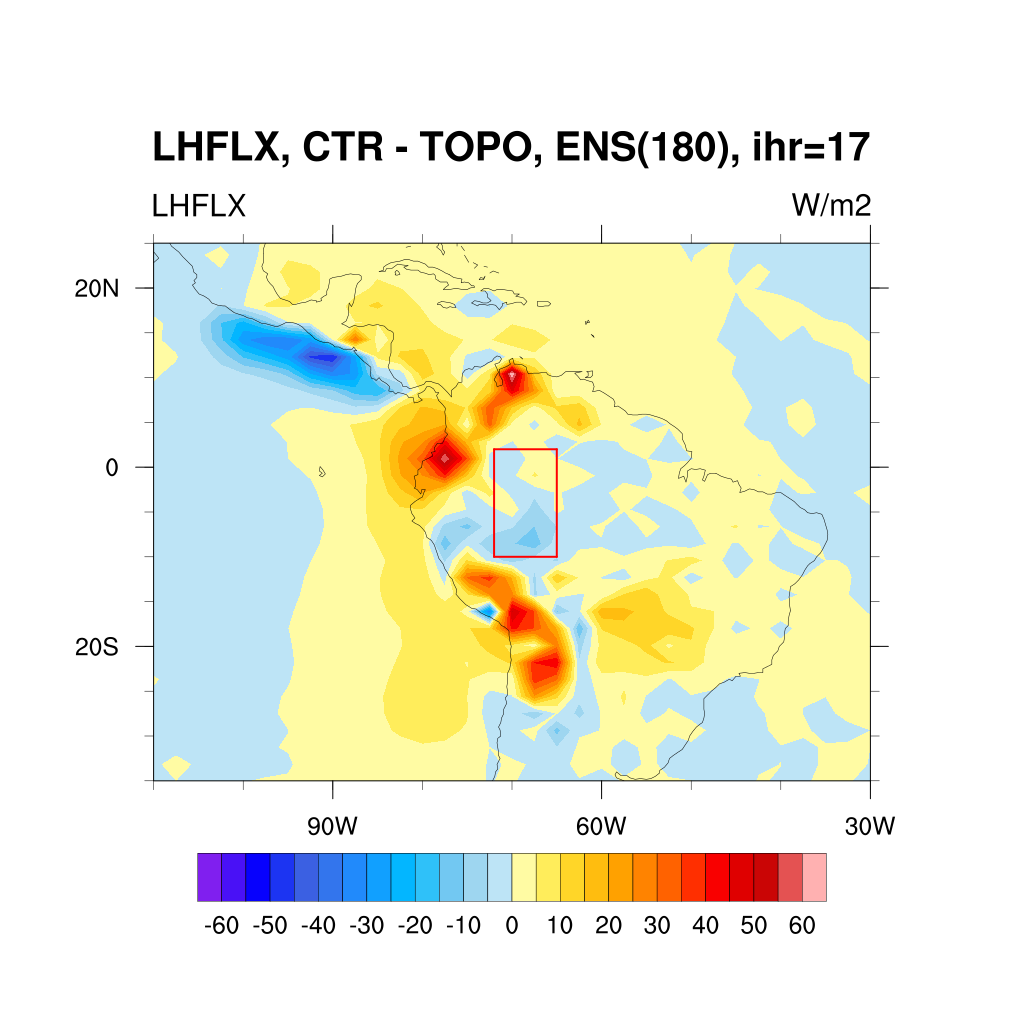 LHFLX, CTR - TOPO, ENS(180), ihr=17
LHFLX W/m2
20N
0
20S
90W 60W 30W
-60 -50 -40 -30 -20 -10 0 10 20 30 40 50 60